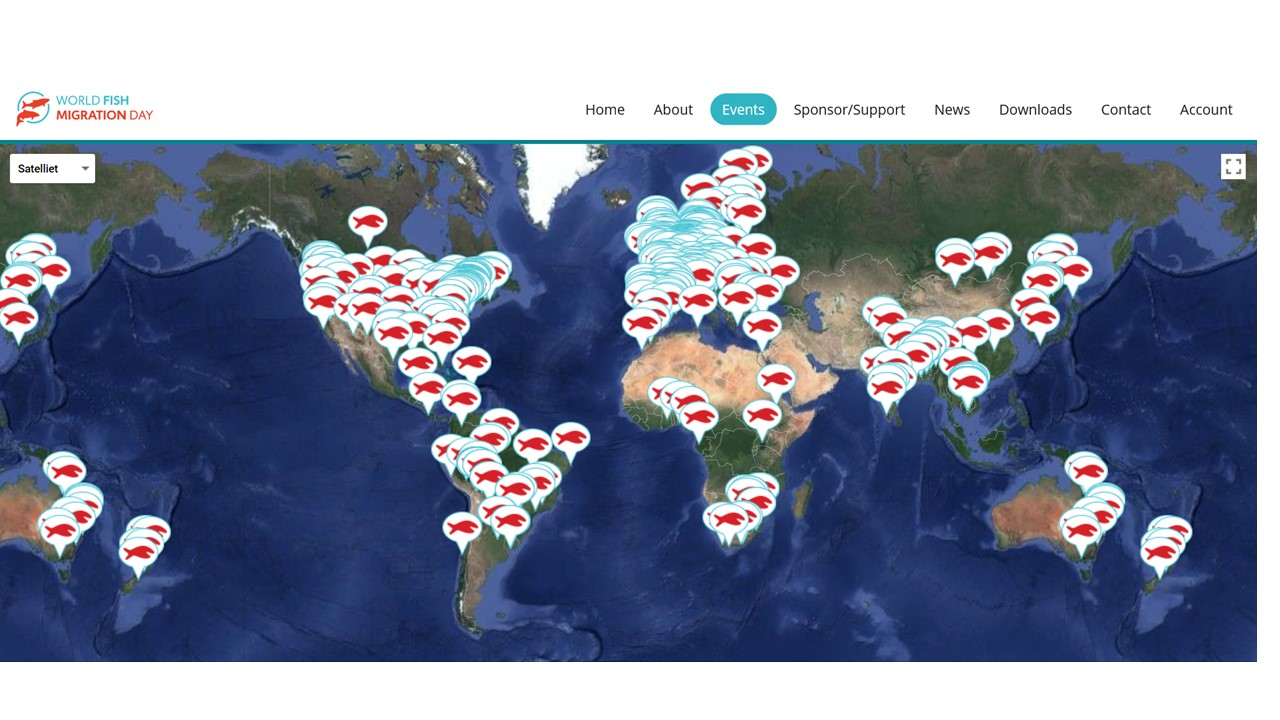 WORLD FISH
MIGRATION DAY
Home About Events Sponsor/Support News Downloads Contact Account
Satelliet